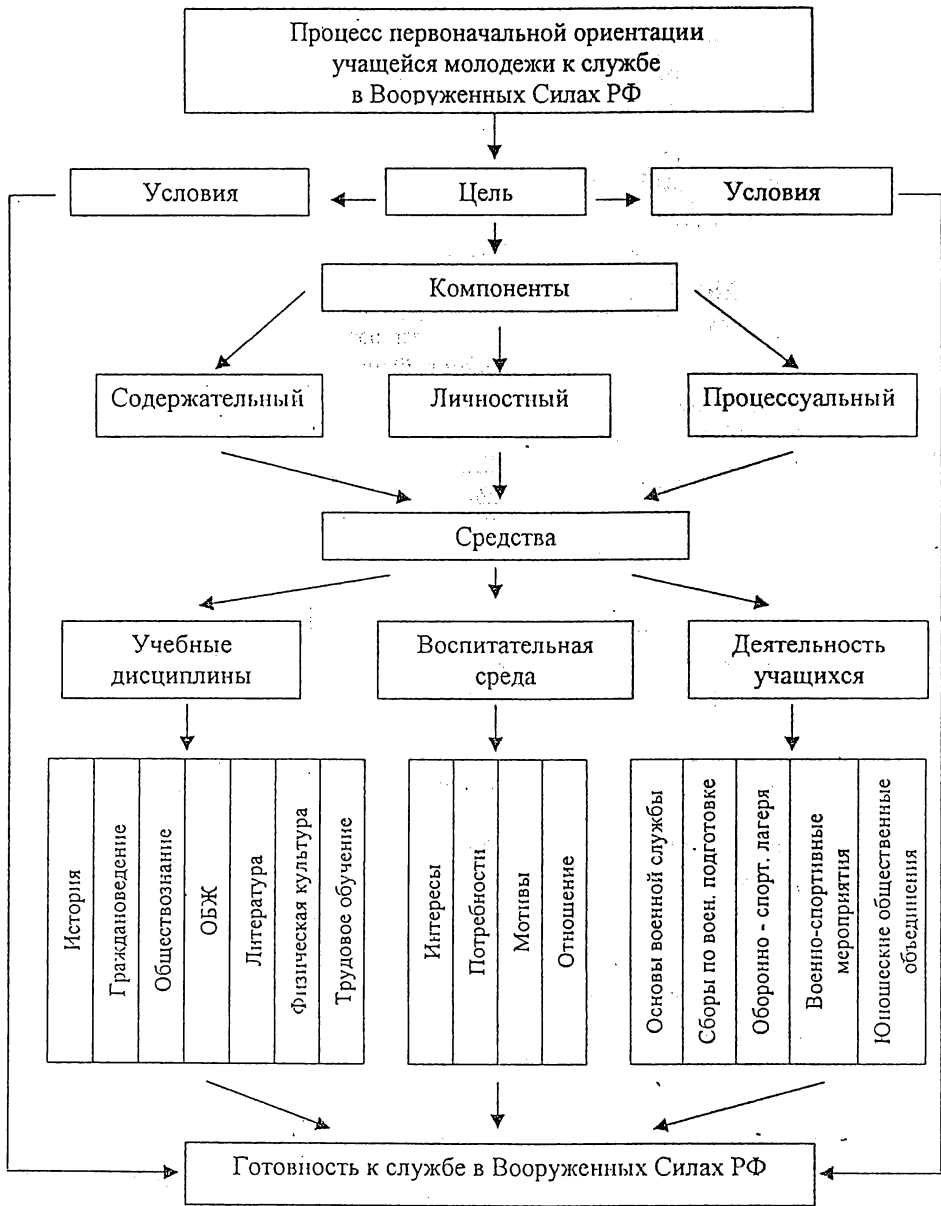 Процесс первоначальной ориентации
учащейся молодежи к службе
в Вооруженных Силах РФ
Условия
Цель
Условия
Компоненты
Содержательный
Личностный
Процессуальный
Средства
Учебные
дисциплины
Воспитательная
среда
Деятельность
учащихся
История
Граждановедение
Обществознание
ОБЖ
Литература
Физическая культура
Трудовое обучение
Интересы
Потребности
Мотивы
Отношение
Основы военной службы
Сборы по воен. подготовке
Оборонно - спорт. лагеря
Военно-спортивные
мероприятия
Юношеские общественные
объединения
Готовность к службе в Вооруженных Силах РФ